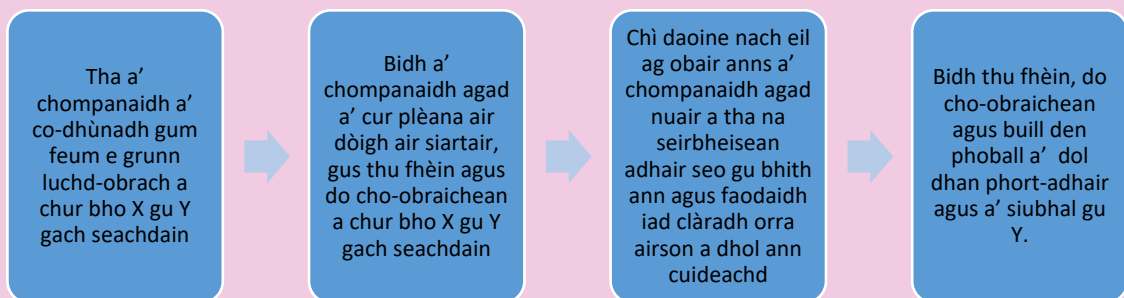 Tha a’
chompanaidh a’
co-dhùnadh gum
feum e grunn
luchd-obrach a
chur bho X gu Y
gach seachdain
Bidh a’
chompanaidh agad
a’ cur plèana air
dòigh air siartair,
gus thu fhèin agus
do cho-obraichean
a chur bho X gu Y
gach seachdain
Chì daoine nach eil
ag obair anns a’
chompanaidh agad
nuair a tha na
seirbheisean
adhair seo gu bhith
ann agus faodaidh
iad clàradh orra
airson a dhol ann
cuideachd
Bidh thu fhèin, do
cho-obraichean
agus buill den
phoball a’ dol
dhan phort-adhair
agus a’ siubhal gu
Y.